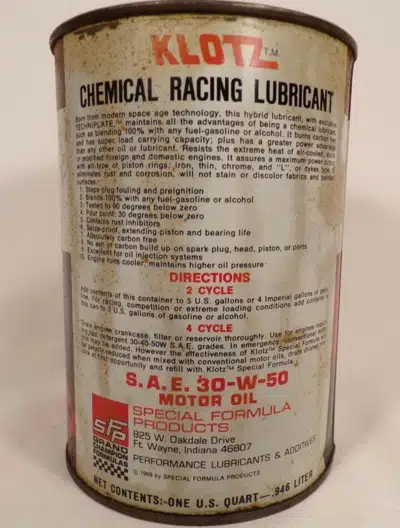 KLOTZ T.M.
CHEMICAL RACING LUBRICANT
Born from modern space age technology, this hybrid lubricant, with exclusive
TECHNIPLATE,™ maintains all the advantages of being a chemical lubricant,
such as blending 100% with any fuel-gasoline or alcohol. It burns carbon free
and has super load carrying capacity; plus has a greater power advantage
than any other oil or lubricant. Resists the extreme heat of air-cooled, stock
or modified foreign and domestic engines. It assures a maximum power output
with all type of piston rings; iron, thin, chrome, and "L", or dykes type. It
eliminates rust and corrosion, will not stain or discolor fabrics and painted
surfaces.
1. Stops plug fouling and preignition
2. Blends 100% with any fuel-gasoline or alcohol
3. Tested to 90 degrees below zero
4. Pour point: 30 degrees below zero
5. Contains rust inhibitors
6. Seize-proof, extending piston and bearing life
7. Absolutely carbon free
8. No ash or carbon build up on spark plug, head, piston, or ports
9. Excellent for oil injection systems
10. Engine runs cooler, maintains higher oil pressure
DIRECTIONS
2 CYCLE
Add contents of this container to 5 U.S. gallons or 4 Imperial gallons of gaso-
line. For racing, competition or extreme loading conditions add contents of
this can to 3 U.S. gallons of gasoline or alcohol.
4 CYCLE
Drain engine crankcase, filter or reservoir thoroughly. Use for engines
high detergent 30-40-50W S.A.E. grades. In emergency, conventional
may be added. However the effectiveness of Klotz™ Special Formula will
be greatly reduced when mixed with conventional motor oils, drain
at first opportunity and refill with Klotz™ Special Formula.
S.A.E. 30-W-50
MOTOR OIL
SPECIAL FORMULA
PRODUCTS
825 W. Oakdale Drive
Ft. Wayne, Indiana 46807
SFP
GRAND
CHAMPION
FORMULAS
PERFORMANCE LUBRICANTS & ADDITIVES
© 1969 by SPECIAL FORMULA PRODUCTS
NET CONTENTS:-ONE U.S. QUART-.946 LITER